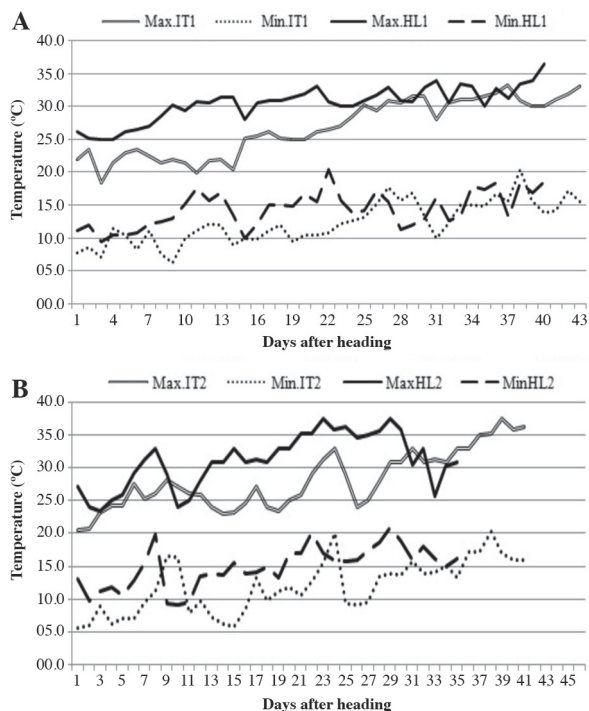 A
Max.IT1 Min.IT1 Max.HL1 Min.HL1
Temperature (°C)
40.0
35.0
30.0
25.0
20.0
15.0
10.0
05.0
00.0
1 4 7 10 13 16 19 22 25 28 31 34 37 40 43
Days after heading
B
Max.IT2 Min.IT2 MaxHL2 MinHL2
Temperature (°C)
40.0
35.0
30.0
25.0
20.0
15.0
10.0
05.0
00.0
1 3 5 7 9 11 13 15 17 19 21 23 25 27 29 31 33 35 37 39 41 43 45
Days after heading